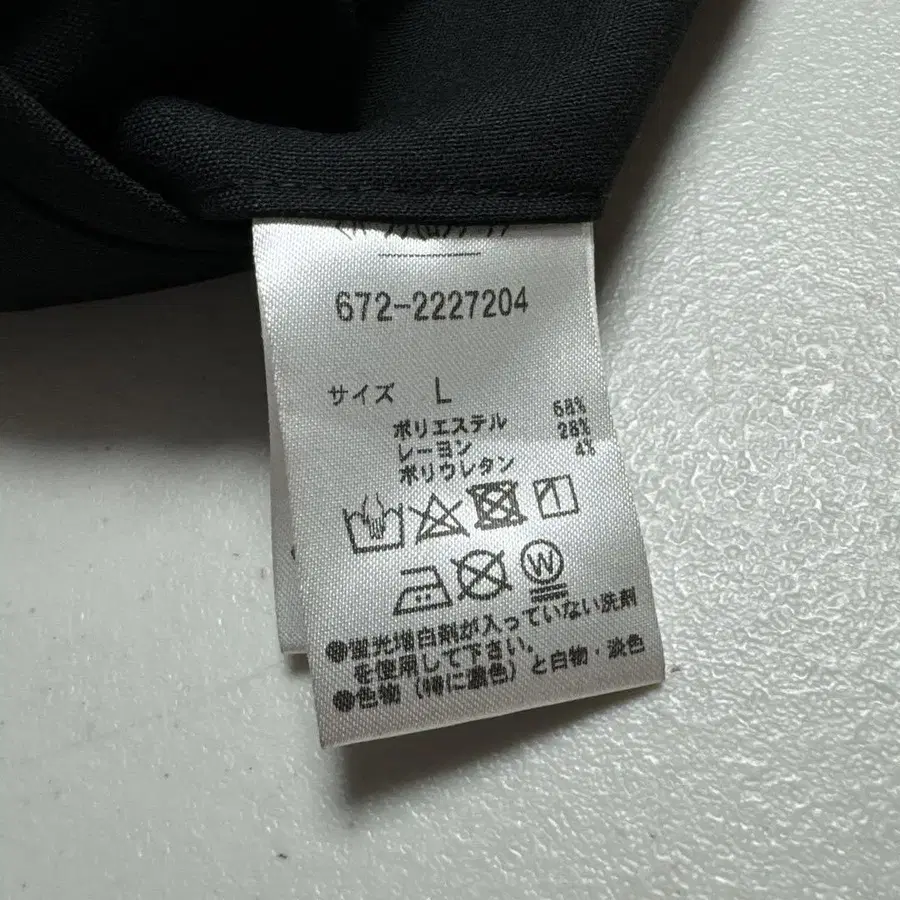 672-2227204
サイズ L
ポリエステル 68%
レーヨン 28%
ポリウレタン 4%
W
●蛍光増白剤が入っていない洗剤
を使用して下さい。
●色物（特に濃色）と白物・淡色